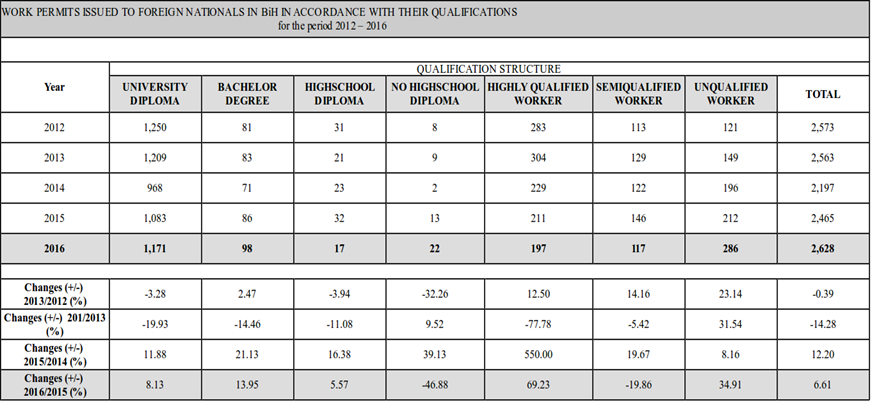 WORK PERMITS ISSUED TO FOREIGN NATIONALS IN BiH IN ACCORDANCE WITH THEIR QUALIFICATIONS
for the period 2012 – 2016
Year QUALIFICATION STRUCTURE
UNIVERSITY DIPLOMA BACHELOR DEGREE HIGHSCHOOL DIPLOMA NO HIGHSCHOOL DIPLOMA HIGHLY QUALIFIED WORKER SEMIQUALIFIED WORKER UNQUALIFIED WORKER TOTAL
2012 1,250 81 31 8 283 113 121 2,573
2013 1,209 83 21 9 304 129 149 2,563
2014 968 71 23 2 229 122 196 2,197
2015 1,083 86 32 13 211 146 212 2,465
2016 1,171 98 17 22 197 117 286 2,628
Changes (+/-) 2013/2012 (%) -3.28 2.47 -3.94 -32.26 12.50 14.16 23.14 -0.39
Changes (+/-) 201/2013 (%) -19.93 -14.46 -11.08 9.52 -77.78 -5.42 31.54 -14.28
Changes (+/-) 2015/2014 (%) 11.88 21.13 16.38 39.13 550.00 19.67 8.16 12.20
Changes (+/-) 2016/2015 (%) 8.13 13.95 5.57 -46.88 69.23 -19.86 34.91 6.61